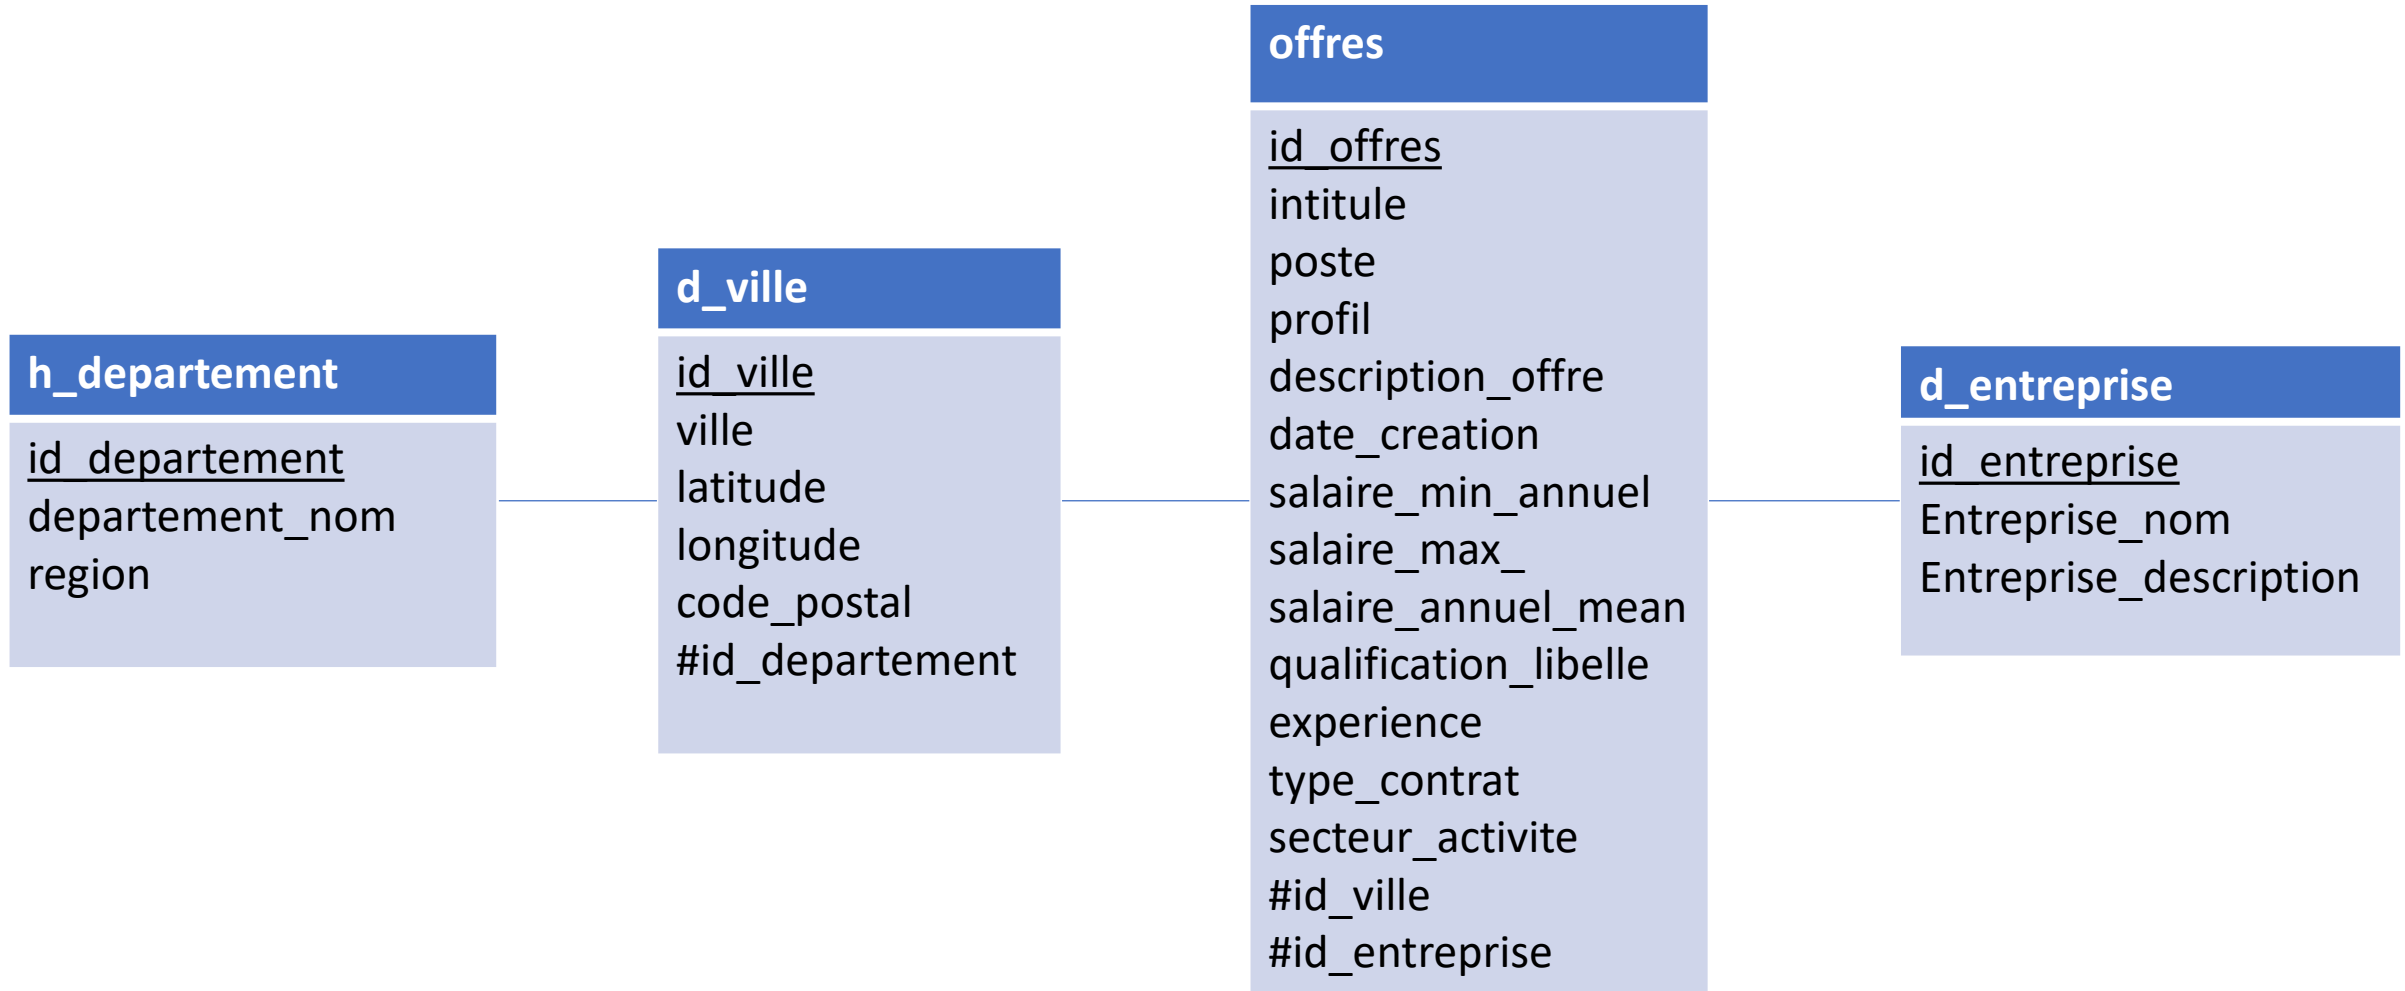 h_departement
id_departement
departement_nom
region
d_ville
id_ville
ville
latitude
longitude
code_postal
#id_departement
offres
id_offres
intitule
poste
profil
description_offre
date_creation
salaire_min_annuel
salaire_max_
salaire_annuel_mean
qualification_libelle
experience
type_contrat
secteur_activite
#id_ville
#id_entreprise
d_entreprise
id_entreprise
Entreprise_nom
Entreprise_description